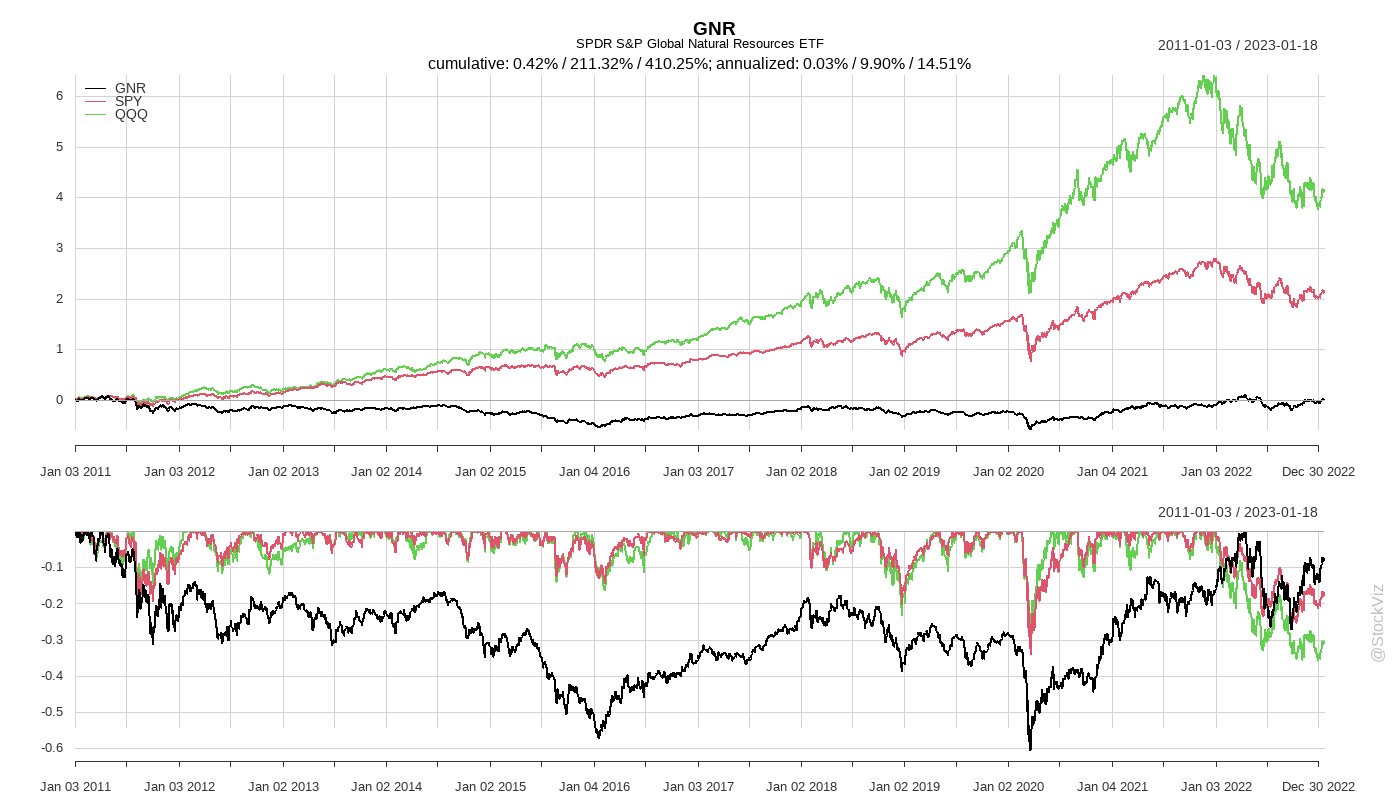 GNR
SPDR S&P Global Natural Resources ETF
2011-01-03 / 2023-01-18
cumulative: 0.42% / 211.32% / 410.25%; annualized: 0.03% / 9.90% / 14.51%
GNR
SPY
QQQ
6
5
4
3
2
1
0
Jan 03 2011 Jan 03 2012 Jan 02 2013 Jan 02 2014 Jan 02 2015 Jan 04 2016 Jan 03 2017 Jan 02 2018 Jan 02 2019 Jan 02 2020 Jan 04 2021 Jan 03 2022 Dec 30 2022
2011-01-03 / 2023-01-18
-0.1
-0.2
-0.3
-0.4
-0.5
-0.6
Jan 03 2011 Jan 03 2012 Jan 02 2013 Jan 02 2014 Jan 02 2015 Jan 04 2016 Jan 03 2017 Jan 02 2018 Jan 02 2019 Jan 02 2020 Jan 04 2021 Jan 03 2022 Dec 30 2022
@StockViz